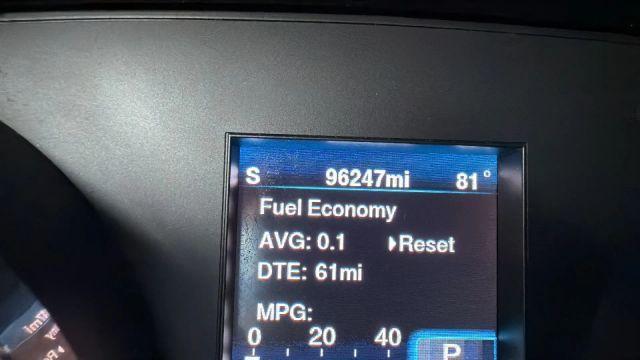 S 96247mi 81°
Fuel Economy
AVG: 0.1 Reset
DTE: 61mi
MPG:
0 20 40
P